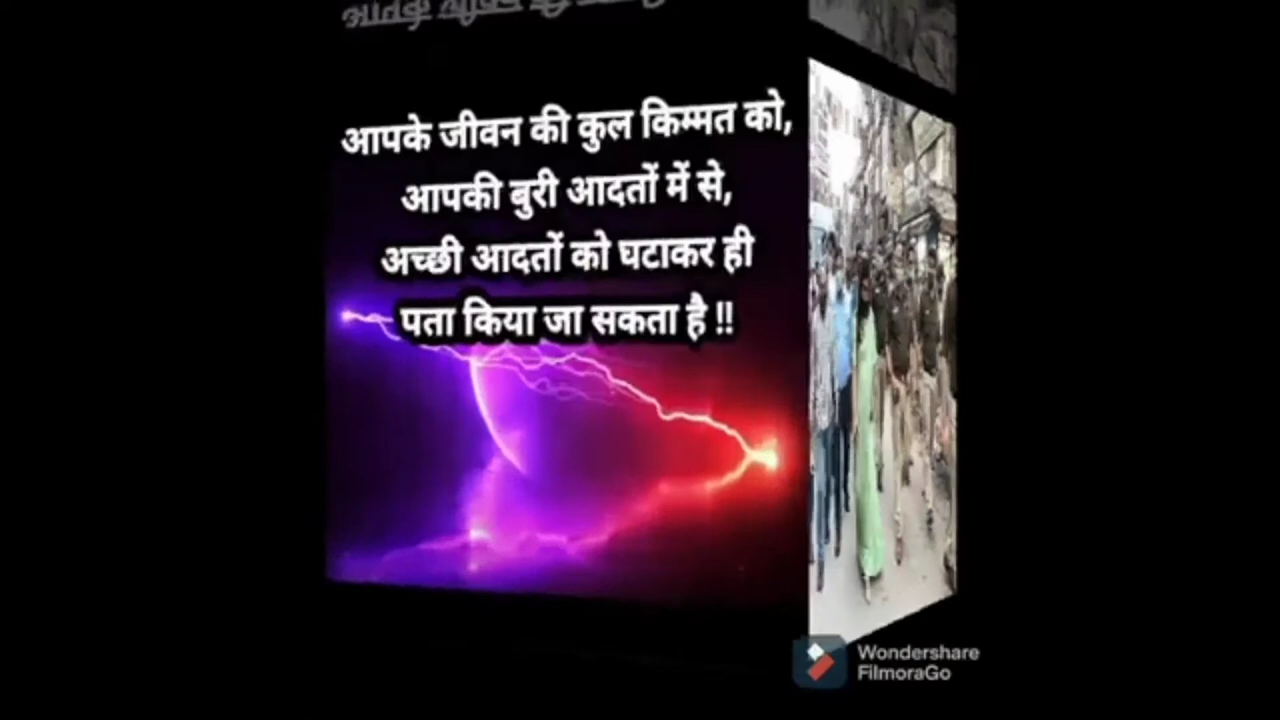 आपके जीवन की कुल किम्मत को,
आपकी बुरी आदतों में से,
अच्छी आदतों को घटाकर ही
पता किया जा सकता है !!
Wondershare
FilmoraGo